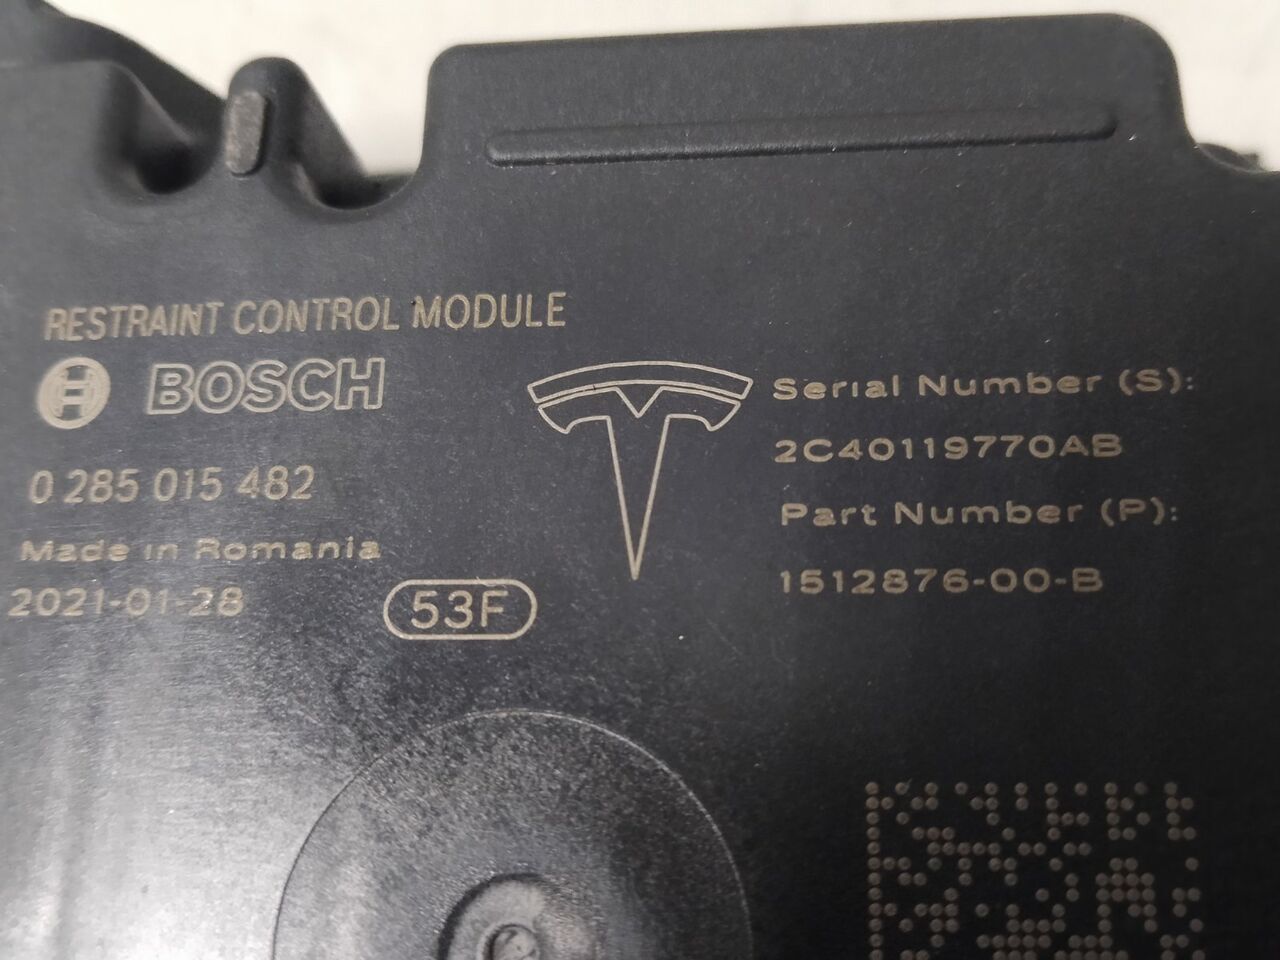 RESTRAINT CONTROL MODULE
BOSCH
0 285 015 482
Made in Romania
2021-01-28
53F
Serial Number (S):
2C40119770AB
Part Number (P):
1512876-00-B